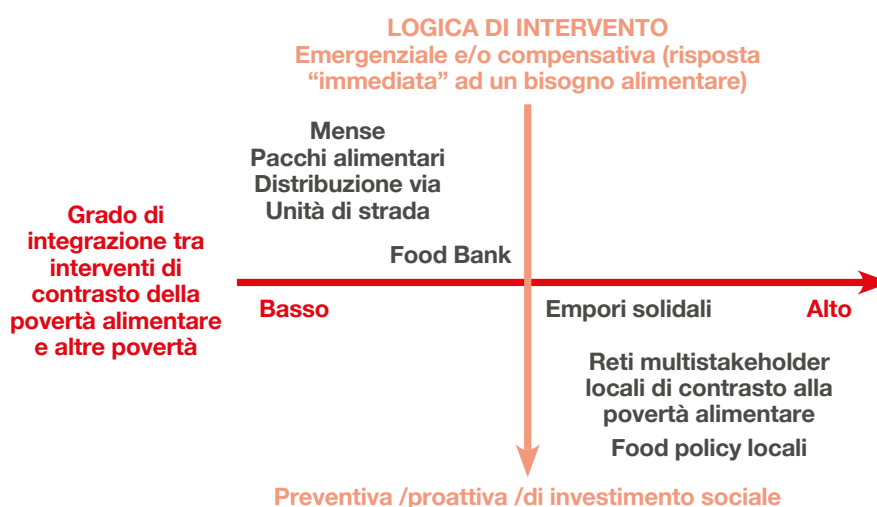 LOGICA DI INTERVENTO
Emergenziale e/o compensativa (risposta
“immediata” ad un bisogno alimentare)
Mense
Pacchi alimentari
Distribuzione via
Unità di strada
Grado di
integrazione tra
interventi di
contrasto della
povertà alimentare
e altre povertà
Food Bank
Basso
Empori solidali
Alto
Reti multistakeholder
locali di contrasto alla
povertà alimentare
Food policy locali
Preventiva /proattiva /di investimento sociale